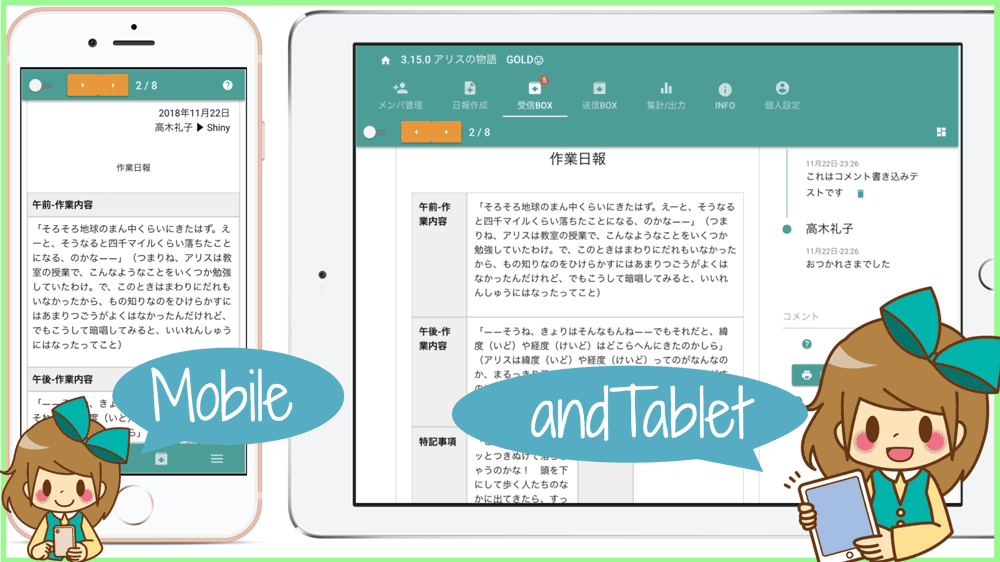 2 / 8
2018年11月22日
高木礼子 ▶ Shiny
作業日報
午前-作業内容
「そろそろ地球のまん中くらいにきたはず。え
ーと、そうなると四千マイルくらい落ちたことに
なる、のかなーー」（つまりね、アリスは教
室の授業で、こんなようなことをいくつか勉強
していたわけ。で、このときはまわりにだれも
いなかったから、もの知りなのをひけらかすに
はあまりつごうがよくはなかったんだけれど、
でもこうして暗唱してみると、いいれんしゅう
にはなったってこと）
午後-作業内容
Mobile
3.15.0 アリスの物語 GOLD
メンバ管理
日報作成
5
受信BOX
送信BOX
集計/出力
INFO
個人設定
2 / 8
作業日報
午前-作業内容
「そろそろ地球のまん中くらいにきたはず。えーと、そうなる
と四千マイルくらい落ちたことになる、のかなーー」（つま
りね、アリスは教室の授業で、こんなようなことをいくつか
勉強していたわけ。で、このときはまわりにだれもいなかった
から、もの知りなのをひけらかすにはあまりつごうがよくは
なかったんだけれど、でもこうして暗唱してみると、いいれ
んしゅうにはなったってこと）
午後-作業内容
「ーーそうね、きょりはそんなもんねーーでもそれだと、緯
度（いど）や経度（けいど）はどこらへんにきたのかしら」
（アリスは緯度（いど）や経度（けいど）ってのがなんなの
特記事項
ゃうのかな！ 頭を下
にして歩く人たちのな
かに出てきたら、すっ
11月22日-23:26
これはコメント書き込みテ
ストです
高木礼子
11月22日-23:26
おつかれさまでした
コメント
and Tablet